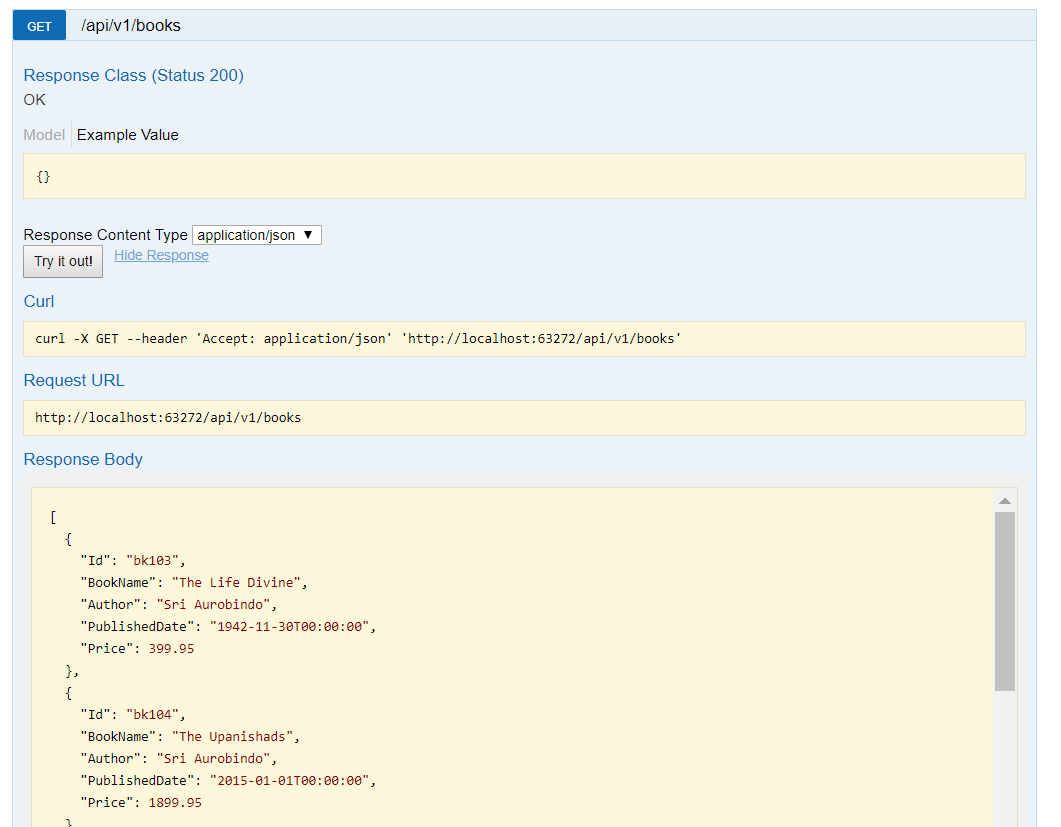 GET /api/v1/books
Response Class (Status 200)
OK
Model Example Value
{}
Response Content Type application/json ▼
Try it out! Hide Response
Curl
curl -X GET --header 'Accept: application/json' 'http://localhost:63272/api/v1/books'
Request URL
http://localhost:63272/api/v1/books
Response Body
[
  {
    "Id": "bk103",
    "BookName": "The Life Divine",
    "Author": "Sri Aurobindo",
    "PublishedDate": "1942-11-30T00:00:00",
    "Price": 399.95
  },
  {
    "Id": "bk104",
    "BookName": "The Upanishads",
    "Author": "Sri Aurobindo",
    "PublishedDate": "2015-01-01T00:00:00",
    "Price": 1899.95
  }